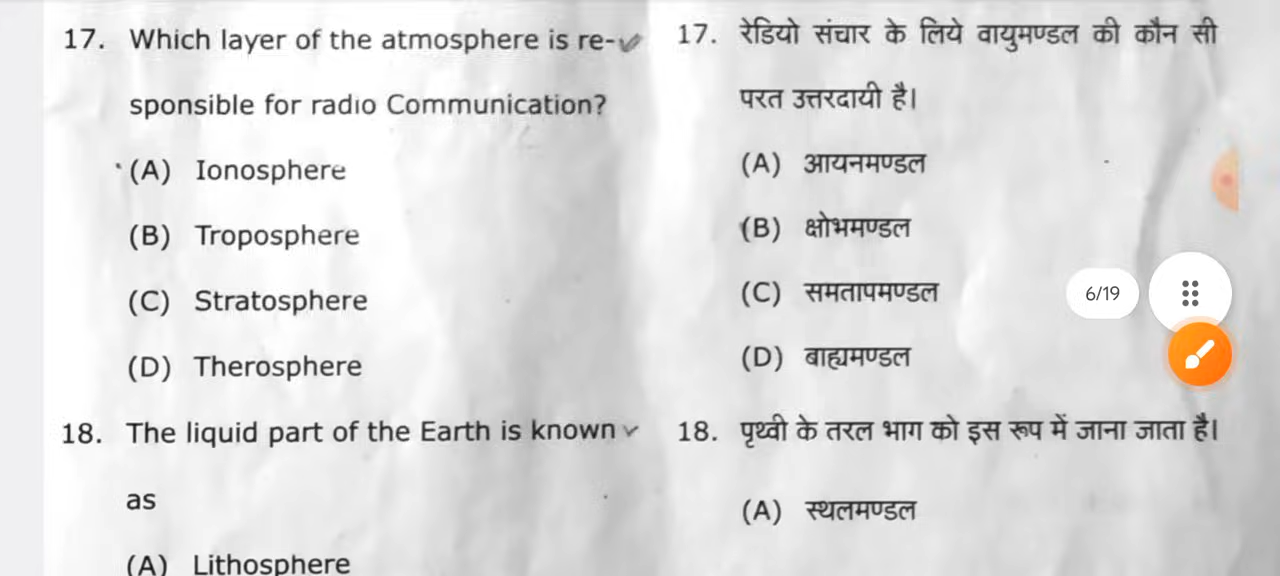 17. Which layer of the atmosphere is re-
sponsible for radio Communication?
(A) Ionosphere
(B) Troposphere
(C) Stratosphere
(D) Therosphere
18. The liquid part of the Earth is known
as
(A) Lithosphere
17. रेडियो संचार के लिये वायुमण्डल की कौन सी
परत उत्तरदायी है।
(A) आयनमण्डल
(B) क्षोभमण्डल
(C) समतापमण्डल
(D) बाह्यमण्डल
18. पृथ्वी के तरल भाग को इस रूप में जाना जाता है।
(A) स्थलमण्डल
6/19